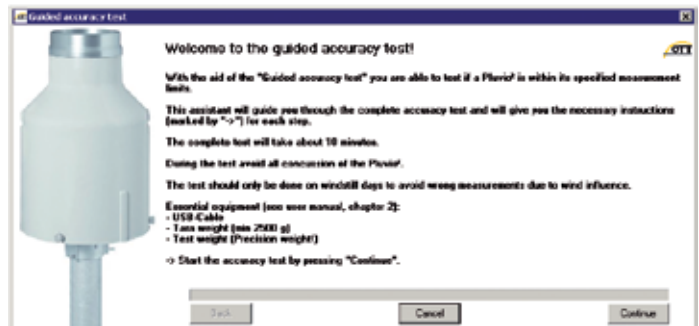 Guided accuracy test
Welcome to the guided accuracy test!
OTT
With the aid of the "Guided accuracy test" you are able to test if a Pluvio² is within its specified measurement
limits.
This assistant will guide you through the complete accuracy test and will give you the necessary instructions
(marked by "->") for each step.
The complete test will take about 10 minutes.
During the test avoid all concussion of the Pluvio².
The test should only be done on windstill days to avoid wrong measurements due to wind influence.
Essential equipment (see user manual, chapter 2):
- USB-Cable
- Tara weight (min 2500 g)
- Test weight (Precision weight!)
-> Start the accuracy test by pressing "Continue".
Back
Cancel
Continue